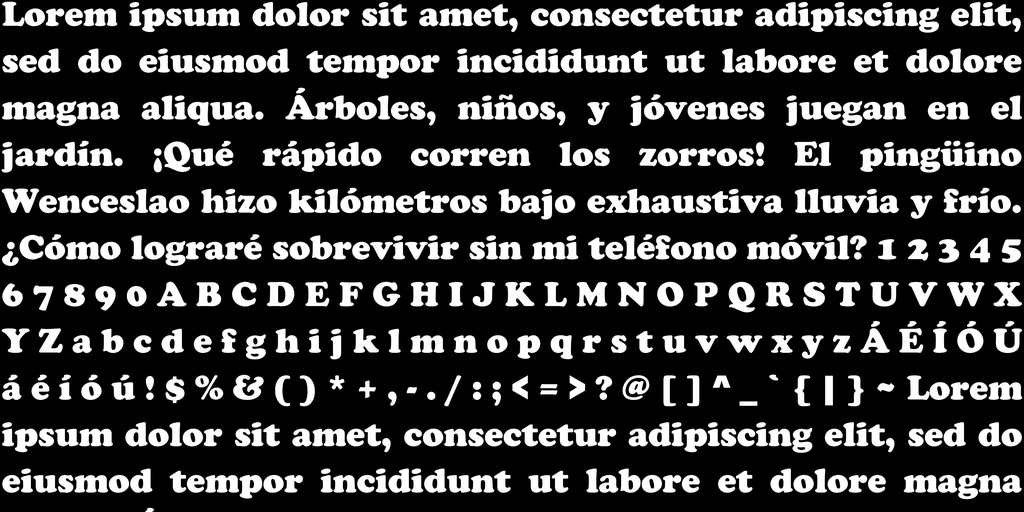 Lorem ipsum dolor sit amet, consectetur adipiscing elit,
sed do eiusmod tempor incididunt ut labore et dolore
magna aliqua. Árboles, niños, y jóvenes juegan en el
jardín. ¡Qué rápido corren los zorros! El pingüino
Wenceslao hizo kilómetros bajo exhaustiva lluvia y frío.
¿Cómo lograré sobrevivir sin mi teléfono móvil? 1 2 3 4 5
6 7 8 9 0 A B C D E F G H I J K L M N O P Q R S T U V W X
Y Z a b c d e f g h i j k l m n o p q r s t u v w x y z Á É Í Ó Ú
á é í ó ú ! $ % & ( ) * + , - . / : ; < = > ? @ [ ] ^ _ ` { | } ~ Lorem
ipsum dolor sit amet, consectetur adipiscing elit, sed do
eiusmod tempor incididunt ut labore et dolore magna